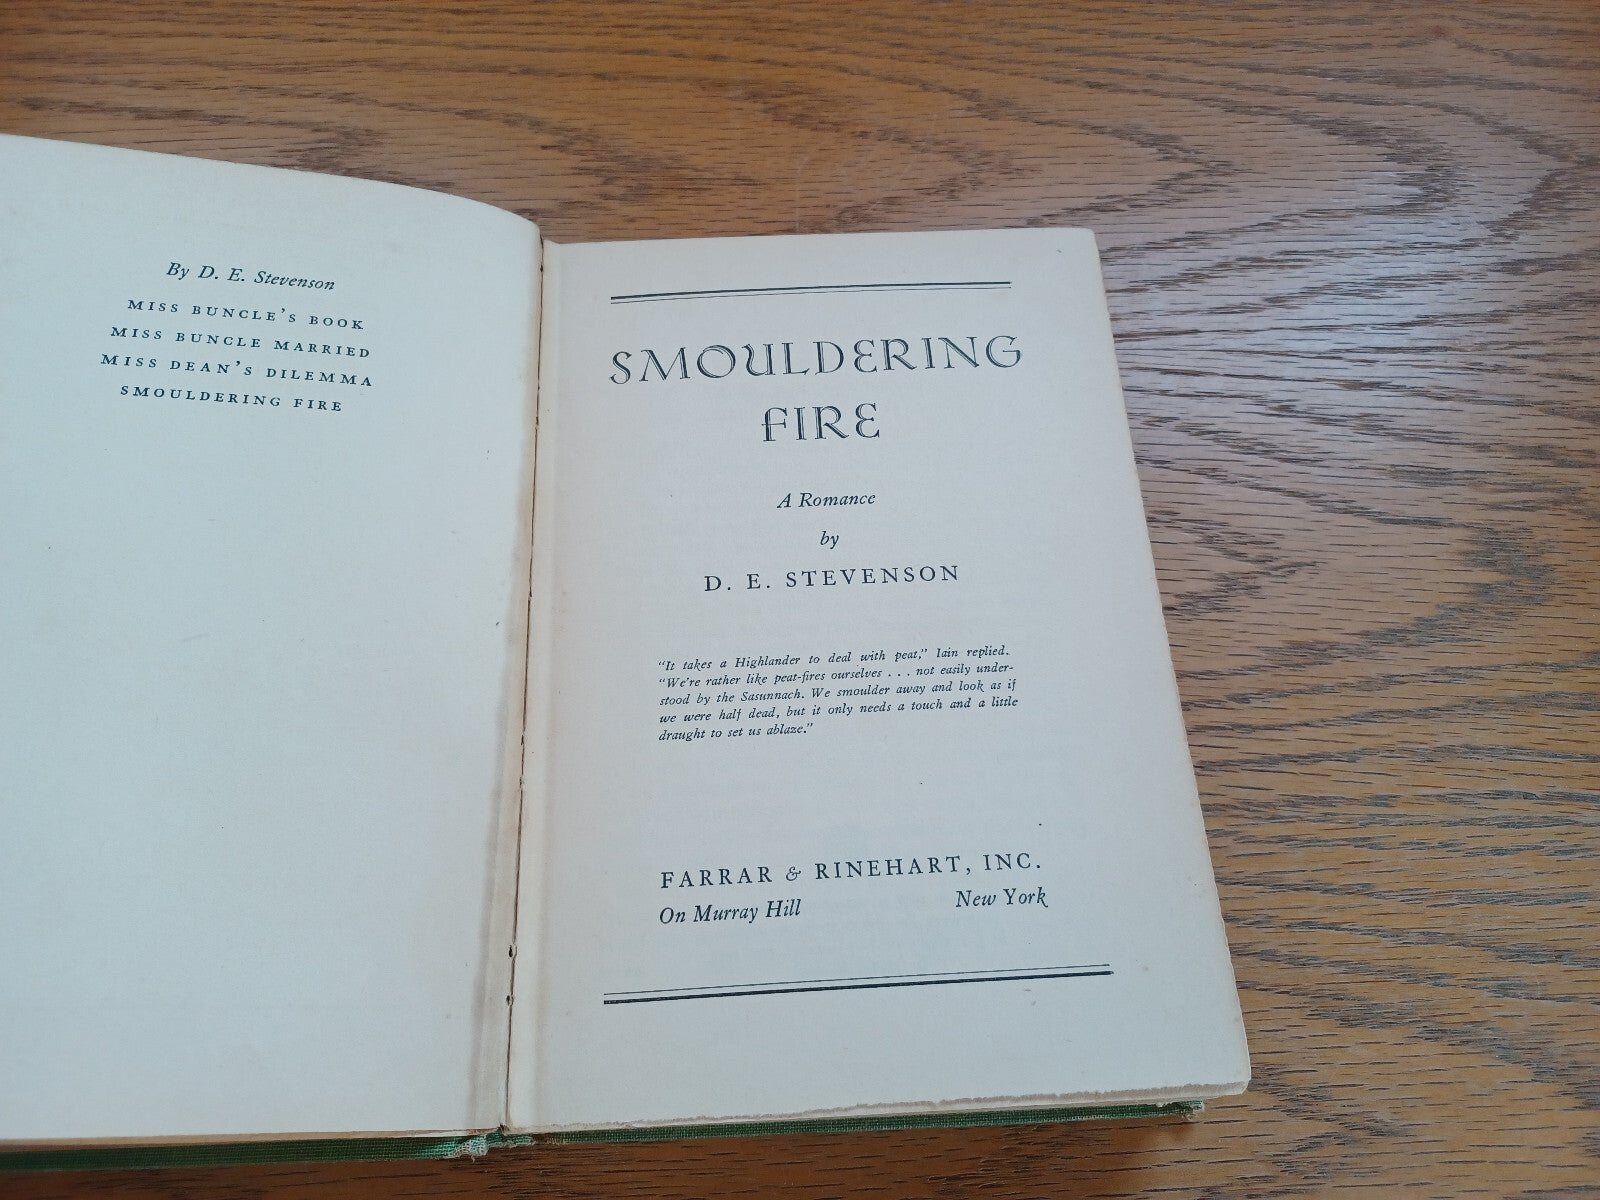 By D. E. Stevenson
MISS BUNCLE'S BOOK
MISS BUNCLE MARRIED
MISS DEAN'S DILEMMA
SMOULDERING FIRE
SMOULDERING
FIRE
A Romance
by
D. E. STEVENSON
"It takes a Highlander to deal with peat," Iain replied.
"We're rather like peat-fires ourselves . . . not easily under-
stood by the Sasunnach. We smoulder away and look as if
we were half dead, but it only needs a touch and a little
draught to set us ablaze."
FARRAR & RINEHART, INC.
On Murray Hill New York